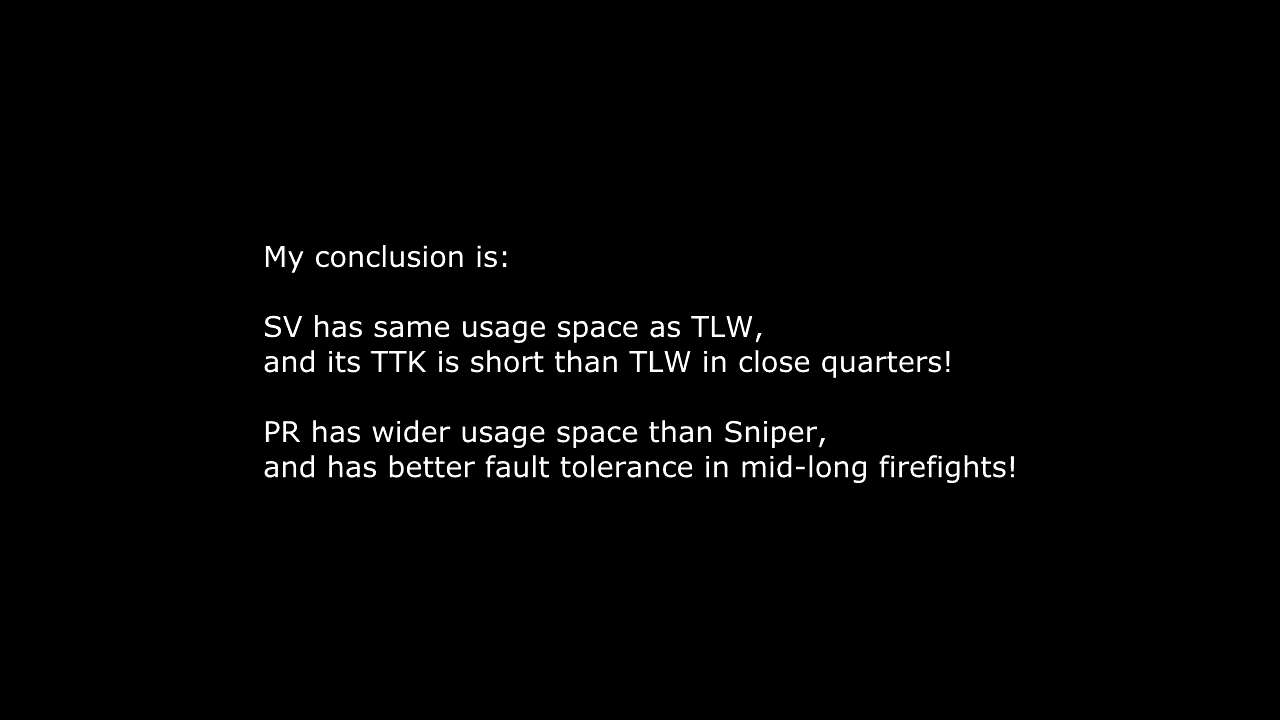 My conclusion is:
SV has same usage space as TLW,
and its TTK is short than TLW in close quarters!
PR has wider usage space than Sniper,
and has better fault tolerance in mid-long firefights!